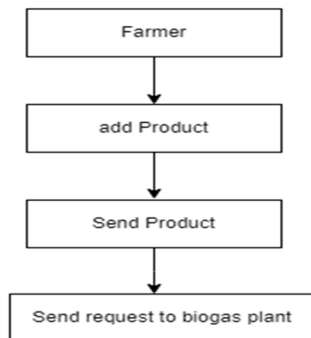 Farmer
add Product
Send Product
Send request to biogas plant